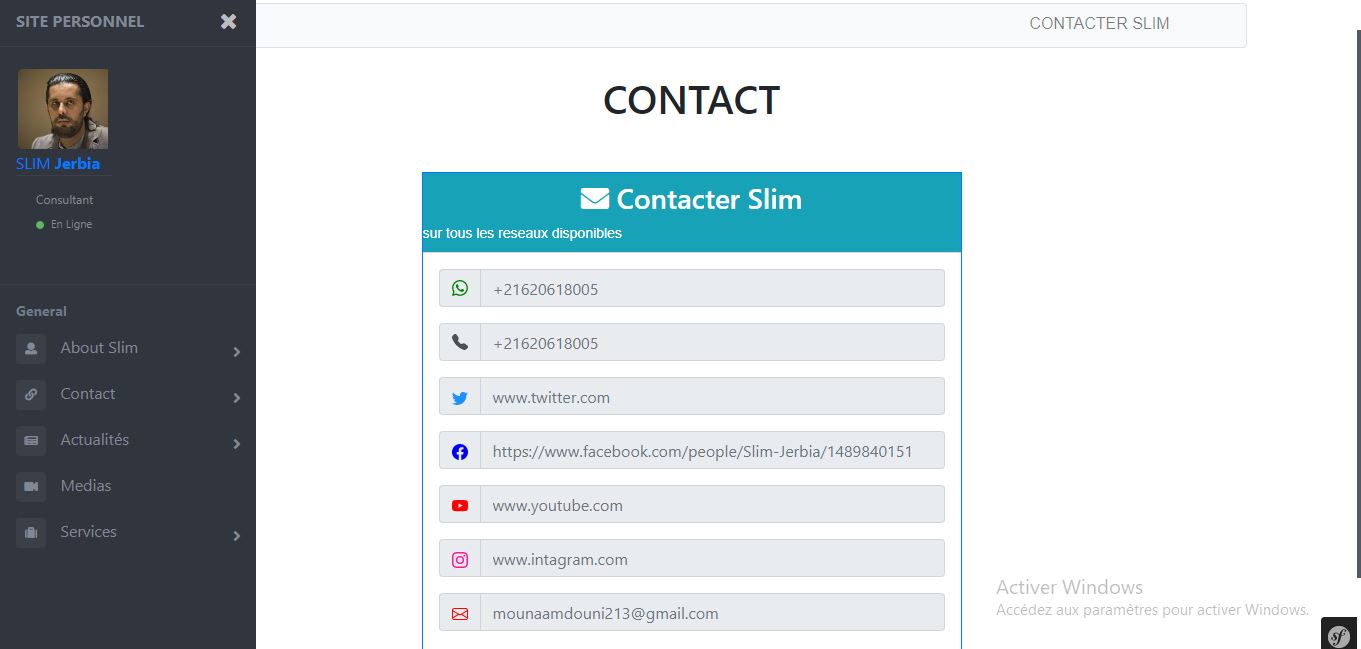 SITE PERSONNEL
CONTACTER SLIM
SLIM Jerbia
Consultant
En Ligne
General
About Slim
Contact
Actualités
Medias
Services
CONTACT
Contacter Slim
sur tous les reseaux disponibles
+21620618005
+21620618005
www.twitter.com
https://www.facebook.com/people/Slim-Jerbia/1489840151
www.youtube.com
www.intagram.com
mounaamdouni213@gmail.com
Activer Windows
Accédez aux paramètres pour activer Windows.
sf